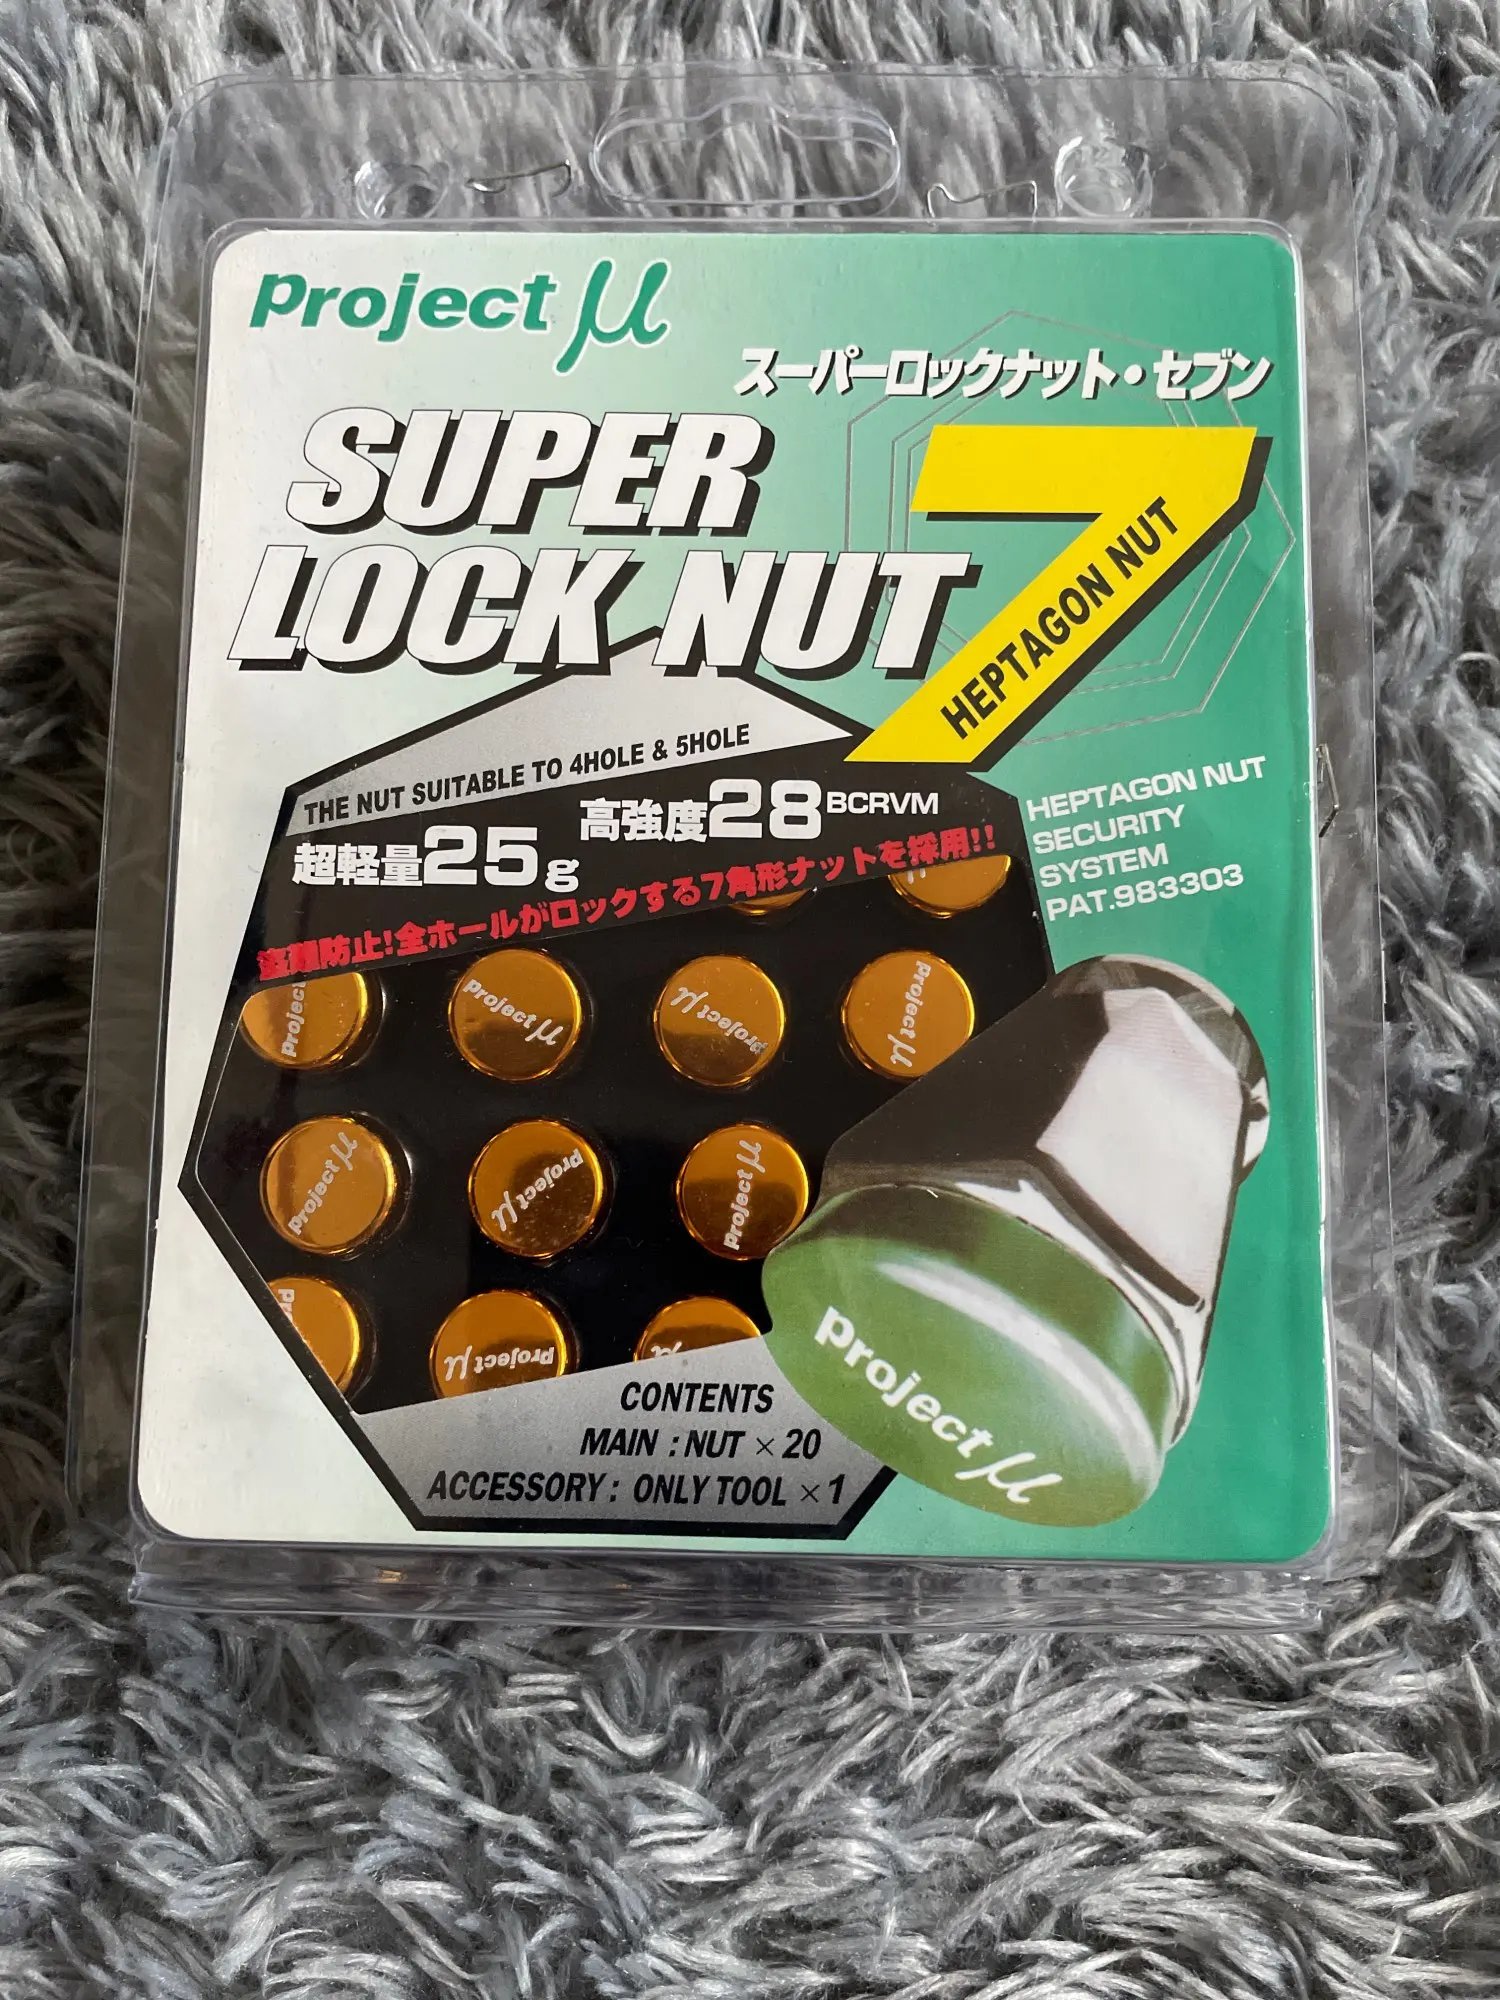 project μ
スーパーロックナット・セブン
SUPER
LOCK NUT
7
HEPTAGON NUT
THE NUT SUITABLE TO 4HOLE & 5HOLE
超軽量25g
高強度28BCRVM
盗難防止!全ホールがロックする7角形ナットを採用!!
HEPTAGON NUT
SECURITY
SYSTEM
PAT.983303
project
project μ
project μ
project μ
project μ
project μ
project μ
project μ
project μ
CONTENTS
MAIN : NUT × 20
ACCESSORY : ONLY TOOL × 1